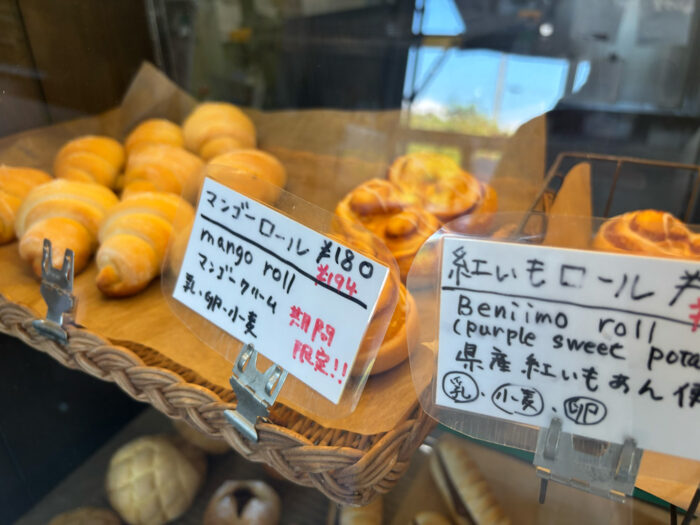 マンゴーロール ¥180
¥194
mango roll
マンゴークリーム
乳・卵・小麦
期間
限定!!
紅いもロール ¥
Beniimo roll
(purple sweet pota
県産紅いもあん使
乳・小麦・卵